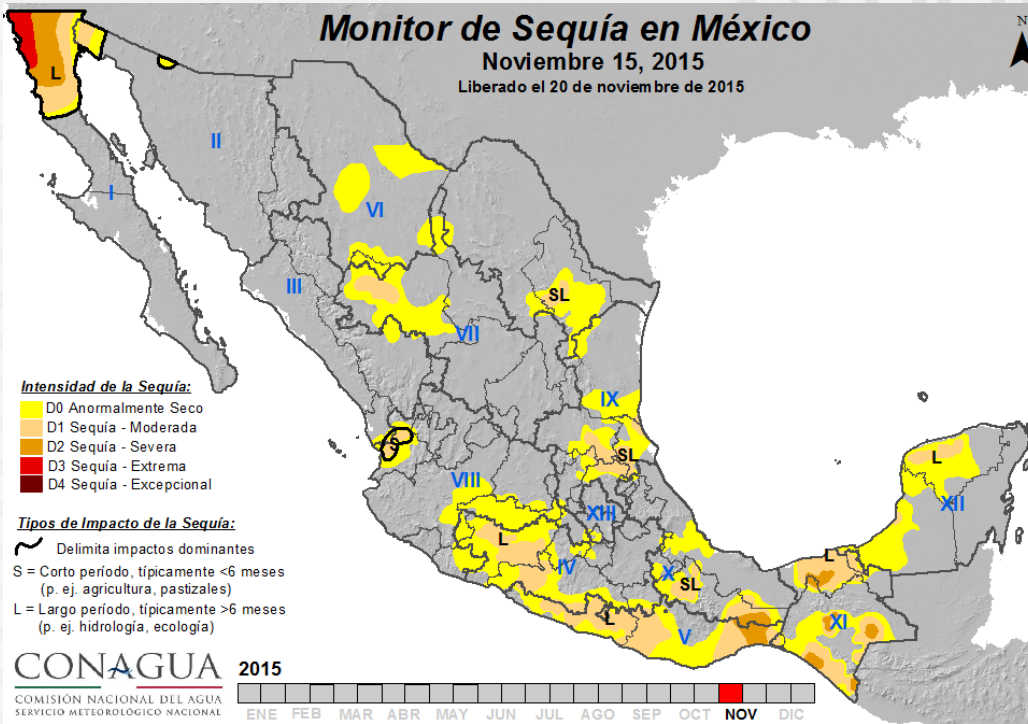 Monitor de Sequía en México
Noviembre 15, 2015
Liberado el 20 de noviembre de 2015
N
L
II
I
VI
III
SL
VII
IX
Intensidad de la Sequía:
D0 Anormalmente Seco
D1 Sequía - Moderada
D2 Sequía - Severa
D3 Sequía - Extrema
D4 Sequía - Excepcional
S
SL
L
VIII
XII
XIII
Tipos de Impacto de la Sequía:
Delimita impactos dominantes
S = Corto período, típicamente <6 meses
(p. ej. agricultura, pastizales)
L = Largo período, típicamente >6 meses
(p. ej. hidrología, ecología)
L
IV
X
SL
L
L
V
XI
CONAGUA
COMISIÓN NACIONAL DEL AGUA
SERVICIO METEOROLÓGICO NACIONAL
2015
ENE FEB MAR ABR MAY JUN JUL AGO SEP OCT NOV DIC